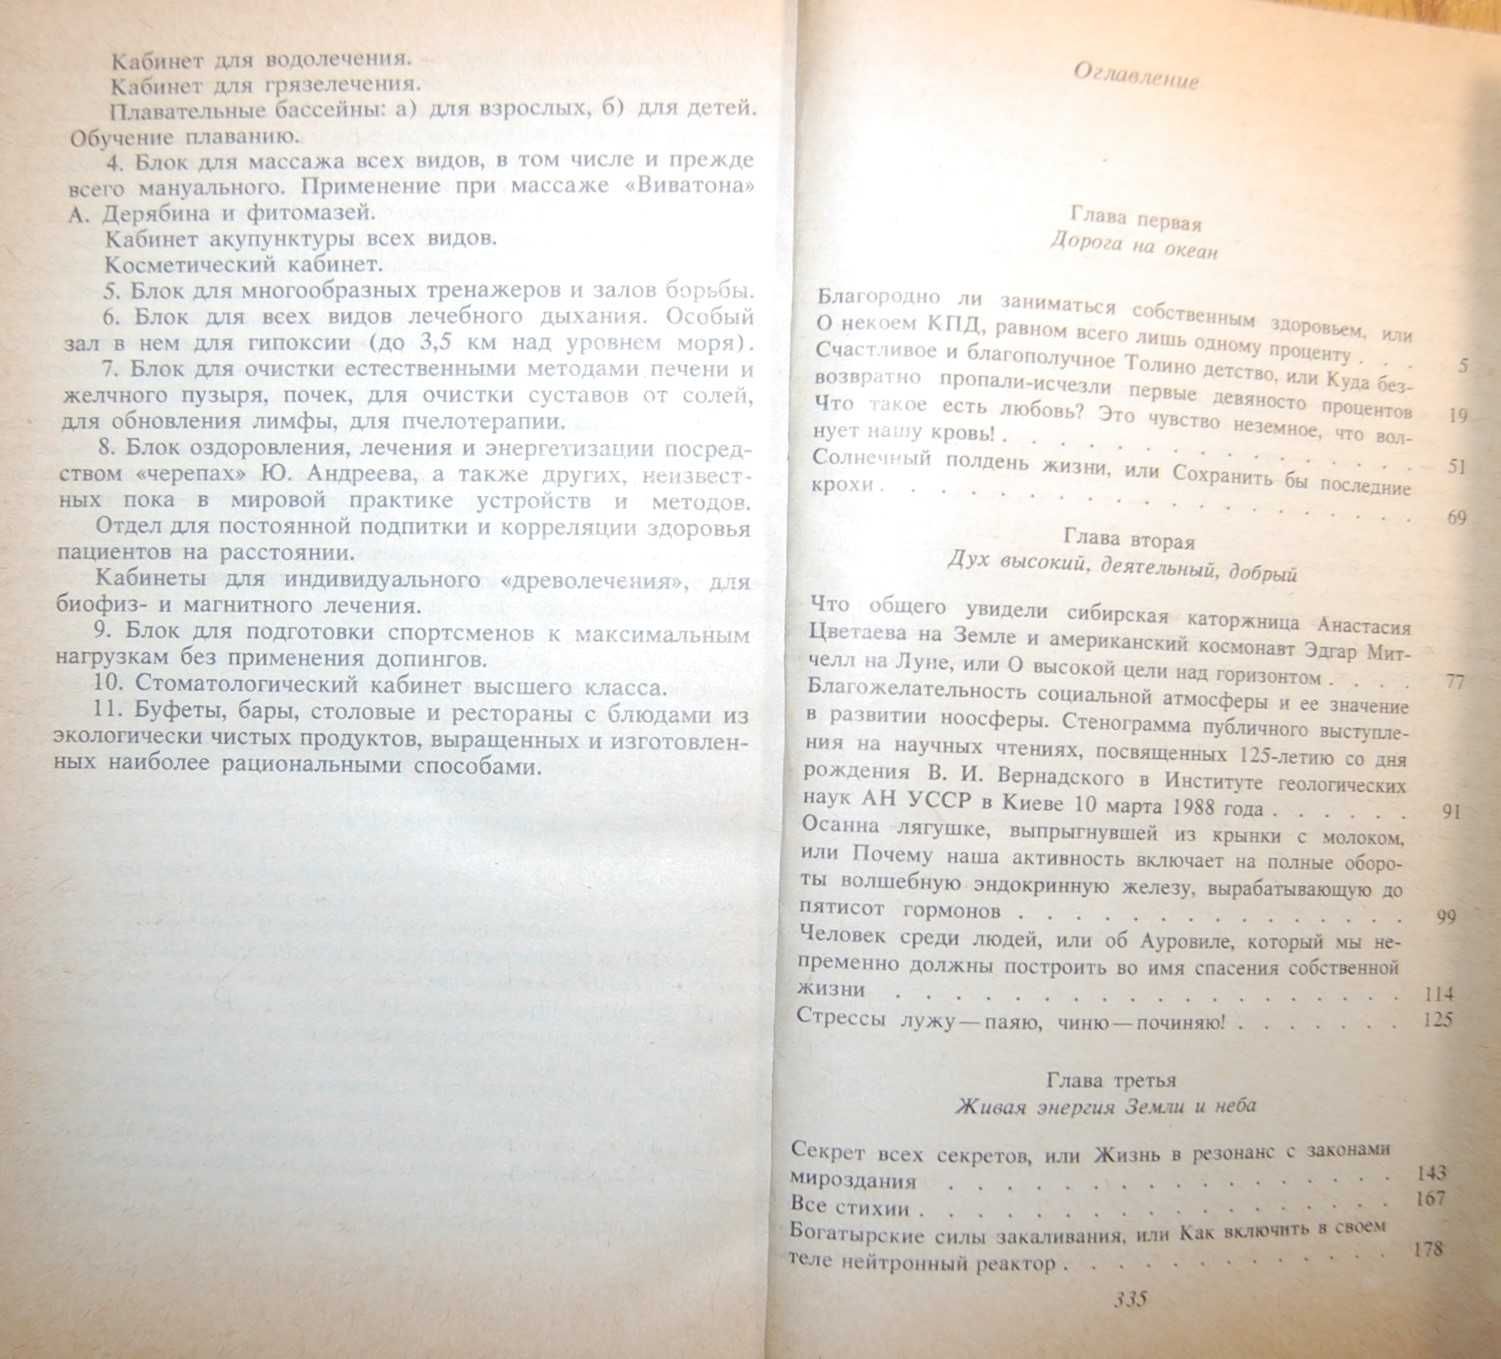 Кабинет для водолечения.
Кабинет для грязелечения.
Плавательные бассейны: а) для взрослых, б) для детей.
Обучение плаванию.
4. Блок для массажа всех видов, в том числе и прежде
всего мануального. Применение при массаже «Виватона»
А. Дерябина и фитомазей.
Кабинет акупунктуры всех видов.
Косметический кабинет.
5. Блок для многообразных тренажеров и залов борьбы.
6. Блок для всех видов лечебного дыхания. Особый
зал в нем для гипоксии (до 3,5 км над уровнем моря).
7. Блок для очистки естественными методами печени и
желчного пузыря, почек, для очистки суставов от солей,
для обновления лимфы, для пчелотерапии.
8. Блок оздоровления, лечения и энергетизации посред-
ством «черепах» Ю. Андреева, а также других, неизвест-
ных пока в мировой практике устройств и методов.
Отдел для постоянной подпитки и корреляции здоровья
пациентов на расстоянии.
Кабинеты для индивидуального «древолечения», для
биофиз- и магнитного лечения.
9. Блок для подготовки спортсменов к максимальным
нагрузкам без применения допингов.
10. Стоматологический кабинет высшего класса.
11. Буфеты, бары, столовые и рестораны с блюдами из
экологически чистых продуктов, выращенных и изготовлен-
ных наиболее рациональными способами.
Оглавление
Глава первая
Дорога на океан
Благородно ли заниматься собственным здоровьем, или
О некоем КПД, равном всего лишь одному проценту . . . 5
Счастливое и благополучное Толино детство, или Куда без-
возвратно пропали-исчезли первые девяносто процентов 19
Что такое есть любовь? Это чувство неземное, что вол-
нует нашу кровь! . . . . . . . . . . . . . . . 51
Солнечный полдень жизни, или Сохранить бы последние
крохи . . . . . . . . . . . . . . . . . . . 69
Глава вторая
Дух высокий, деятельный, добрый
Что общего увидели сибирская каторжница Анастасия
Цветаева на Земле и американский космонавт Эдгар Мит-
челл на Луне, или О высокой цели над горизонтом . . . . 77
Благожелательность социальной атмосферы и ее значение
в развитии ноосферы. Стенограмма публичного выступле-
ния на научных чтениях, посвященных 125-летию со дня
рождения В. И. Вернадского в Институте геологических
наук АН УССР в Киеве 10 марта 1988 года . . . . . . 91
Осанна лягушке, выпрыгнувшей из крынки с молоком,
или Почему наша активность включает на полные оборо-
ты волшебную эндокринную железу, вырабатывающую до
пятисот гормонов . . . . . . . . . . . . . . 99
Человек среди людей, или об Ауровиле, который мы не-
пременно должны построить во имя спасения собственной
жизни . . . . . . . . . . . . . . . . . . 114
Стрессы лужу — паяю, чиню — починяю! . . . . . . . 125
Глава третья
Живая энергия Земли и неба
Секрет всех секретов, или Жизнь в резонанс с законами
мироздания . . . . . . . . . . . . . . . . 143
Все стихии . . . . . . . . . . . . . . . . . 167
Богатырские силы закаливания, или Как включить в своем
теле нейтронный реактор . . . . . . . . . . . . 178
335